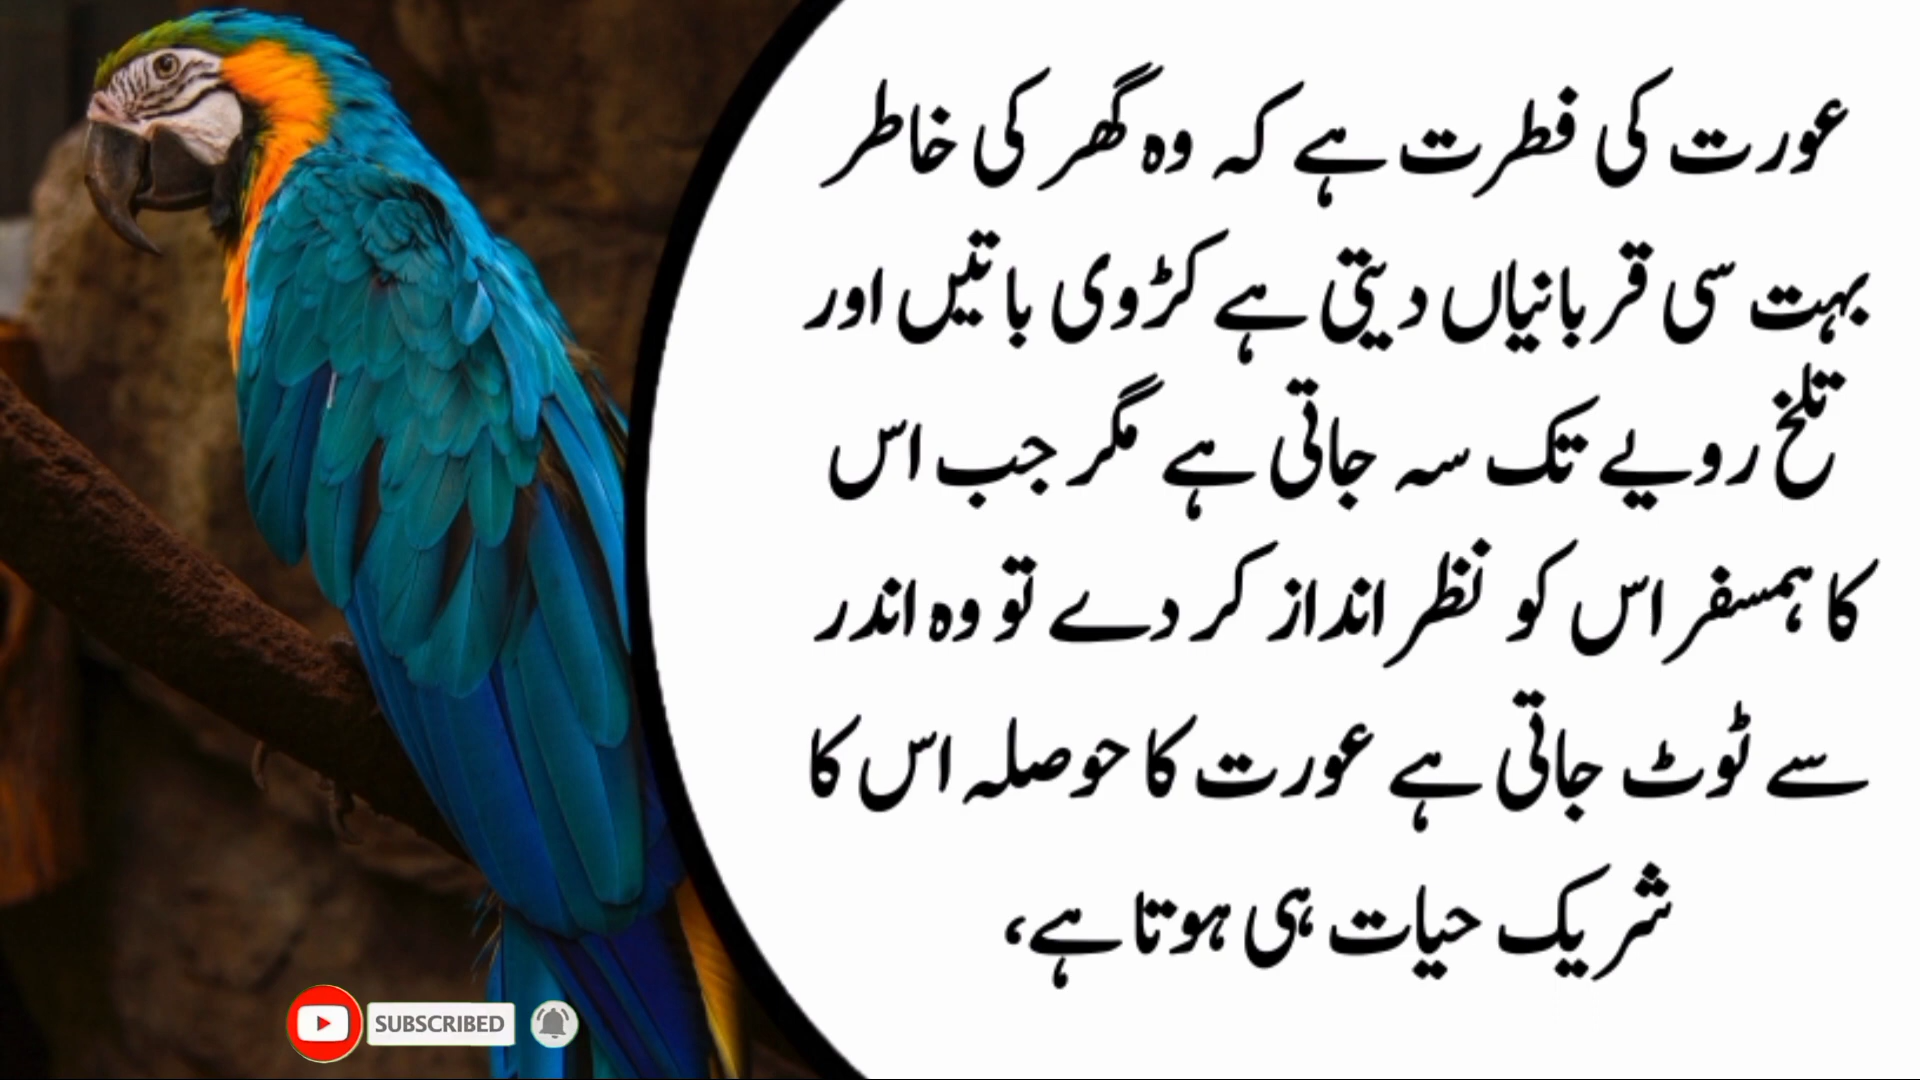 عورت کی فطرت ہے کہ وہ گھر کی خاطر
بہت سی قربانیاں دیتی ہے کڑوی باتیں اور
تلخ رویے تک سہ جاتی ہے مگر جب اس
کا ہمسفر اس کو نظر انداز کر دے تو وہ اندر
سے ٹوٹ جاتی ہے عورت کا حوصلہ اس کا
شریک حیات ہی ہوتا ہے،
SUBSCRIBED